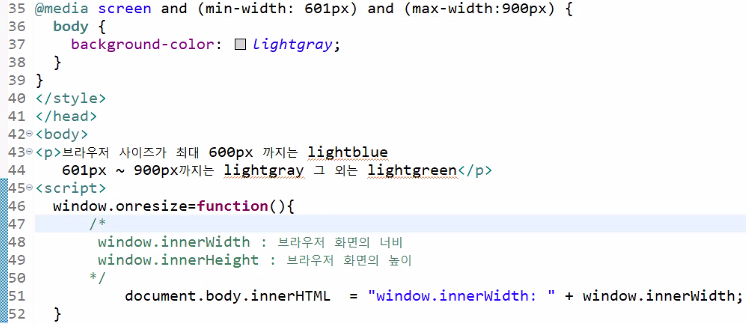 35 @media screen and (min-width: 601px) and (max-width:900px) {
36 body {
37 background-color: lightgray;
38 }
39 }
40 </style>
41 </head>
42 <body>
43 <p>브라우저 사이즈가 최대 600px 까지는 lightblue
44 601px ~ 900px까지는 lightgray 그 외는 lightgreen</p>
45 <script>
46 window.onresize=function(){
47 /*
48 window.innerWidth : 브라우저 화면의 너비
49 window.innerHeight : 브라우저 화면의 높이
50 */
51 document.body.innerHTML = "window.innerWidth: " + window.innerWidth;
52 }